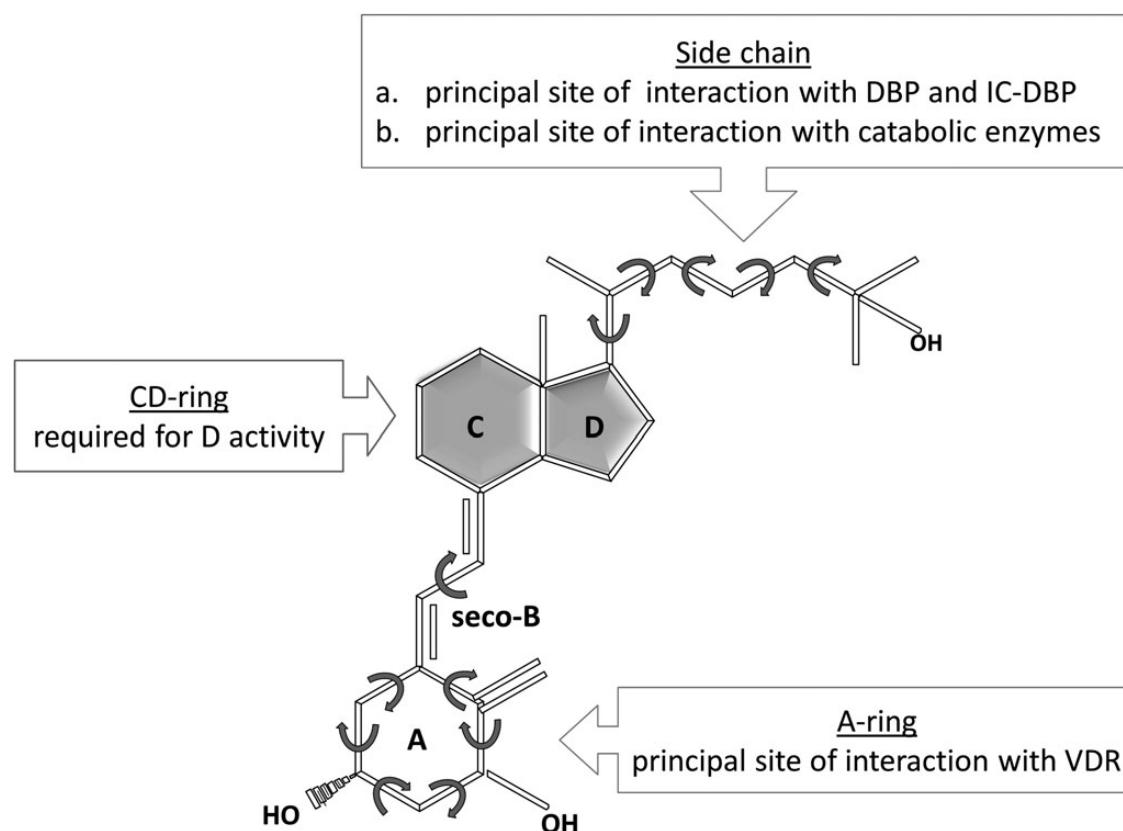 Side chain
a. principal site of interaction with DBP and IC-DBP
b. principal site of interaction with catabolic enzymes
OH
CD-ring
required for D activity
C
D
seco-B
A-ring
principal site of interaction with VDR
A
HO
OH